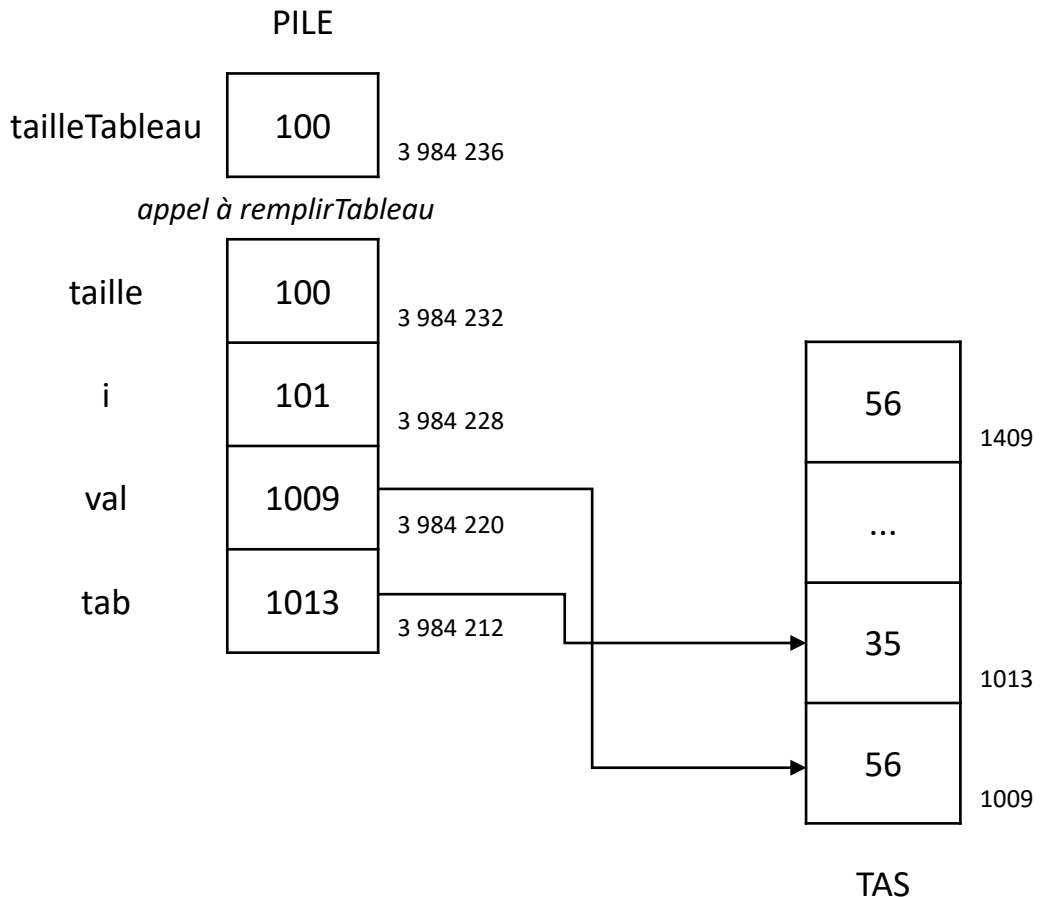 PILE
tailleTableau
100
3 984 236
appel à remplirTableau
taille
100
3 984 232
i
101
3 984 228
val
1009
3 984 220
tab
1013
3 984 212
56
1409
...
35
1013
56
1009
TAS